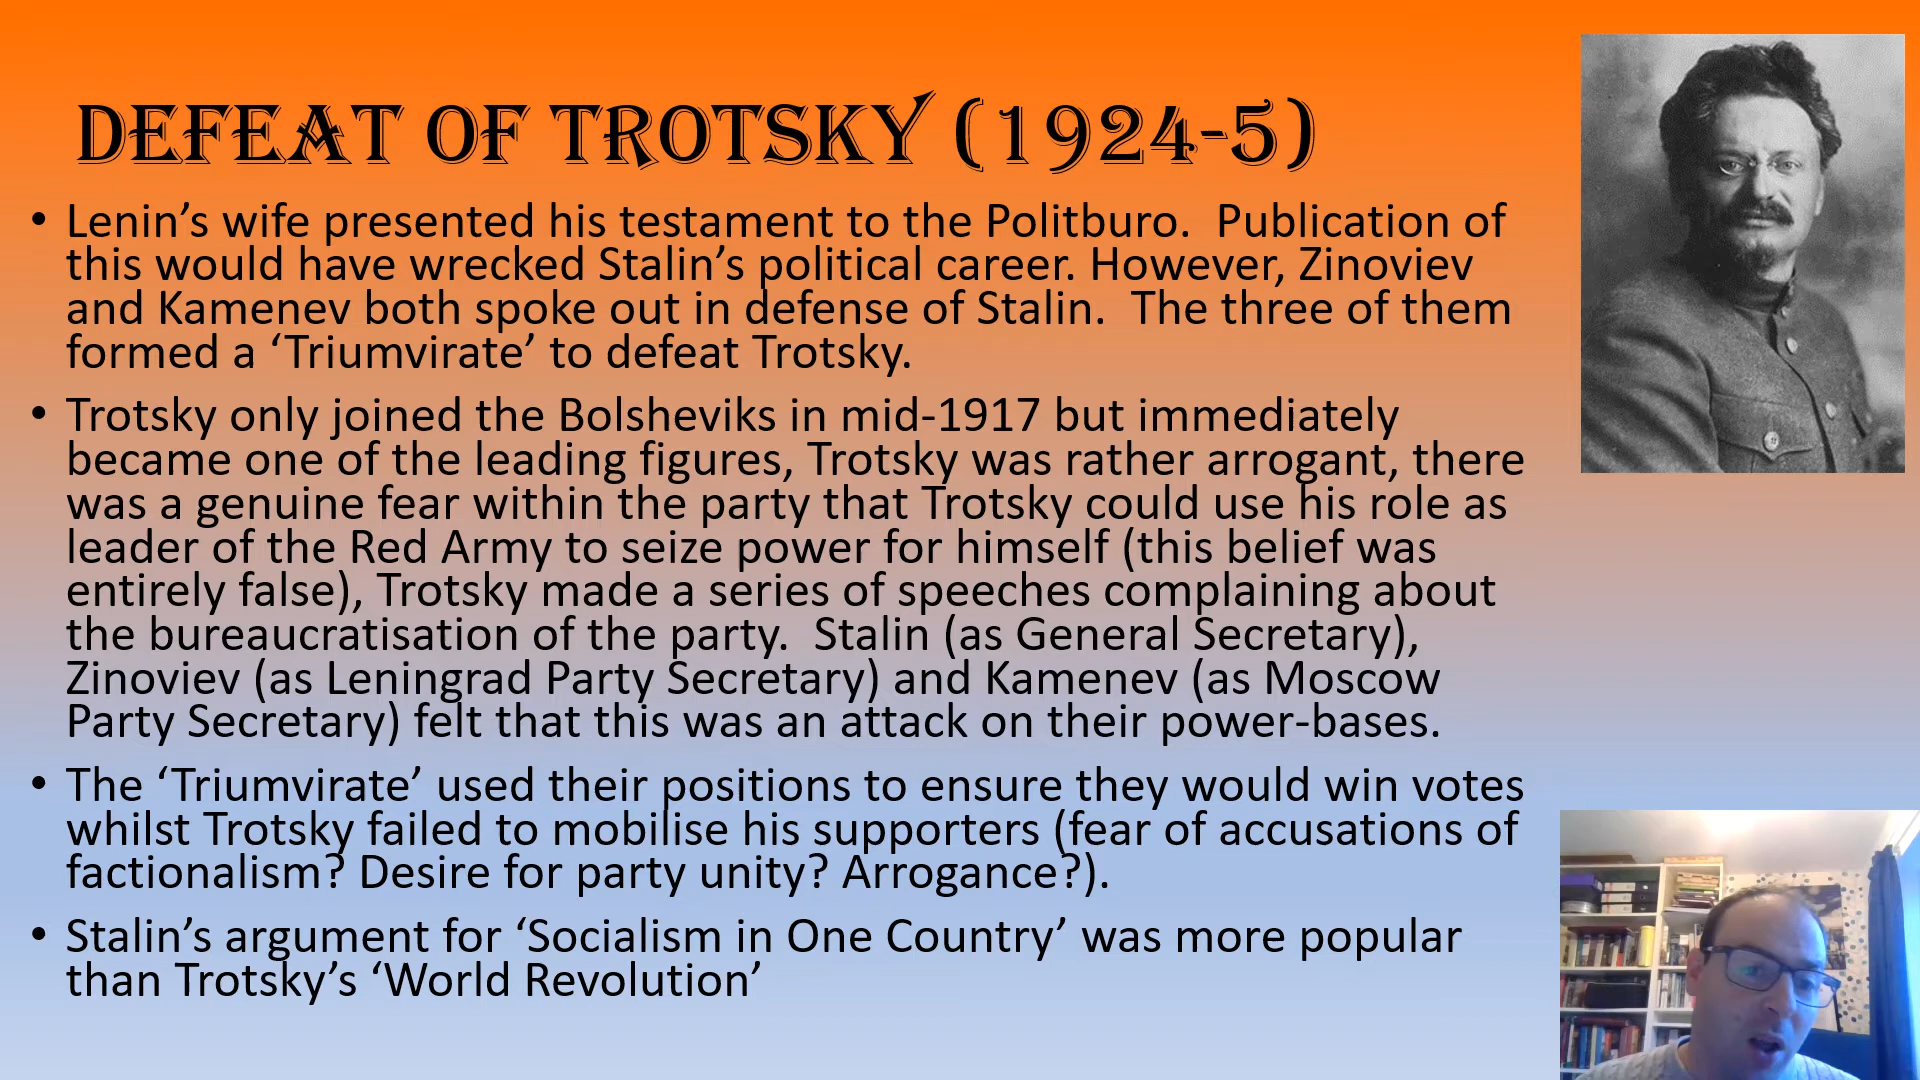 DEFEAT OF TROTSKY (1924-5)
• Lenin’s wife presented his testament to the Politburo.  Publication of
this would have wrecked Stalin’s political career. However, Zinoviev
and Kamenev both spoke out in defense of Stalin.  The three of them
formed a ‘Triumvirate’ to defeat Trotsky.
• Trotsky only joined the Bolsheviks in mid-1917 but immediately
became one of the leading figures, Trotsky was rather arrogant, there
was a genuine fear within the party that Trotsky could use his role as
leader of the Red Army to seize power for himself (this belief was
entirely false), Trotsky made a series of speeches complaining about
the bureaucratisation of the party.  Stalin (as General Secretary),
Zinoviev (as Leningrad Party Secretary) and Kamenev (as Moscow
Party Secretary) felt that this was an attack on their power-bases.
• The ‘Triumvirate’ used their positions to ensure they would win votes
whilst Trotsky failed to mobilise his supporters (fear of accusations of
factionalism? Desire for party unity? Arrogance?).
• Stalin’s argument for ‘Socialism in One Country’ was more popular
than Trotsky’s ‘World Revolution’